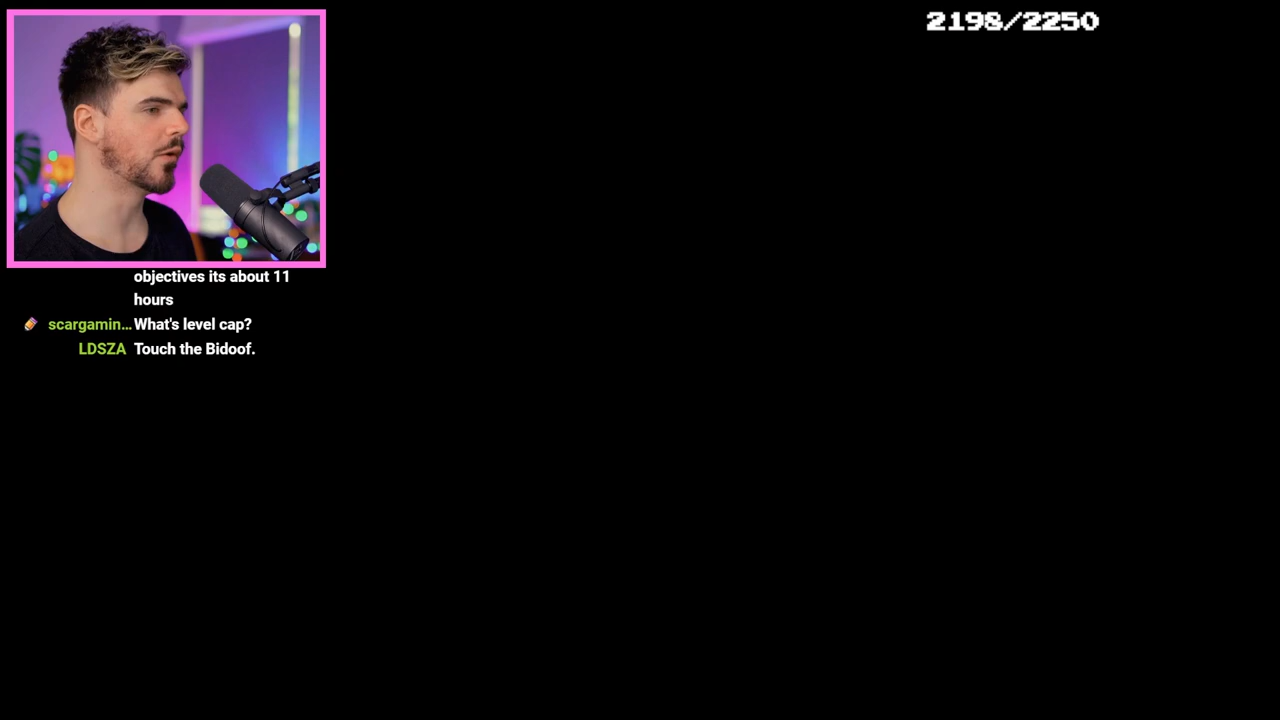 2198/2250
objectives its about 11
hours
scargamin... What's level cap?
LDSZA Touch the Bidoof.